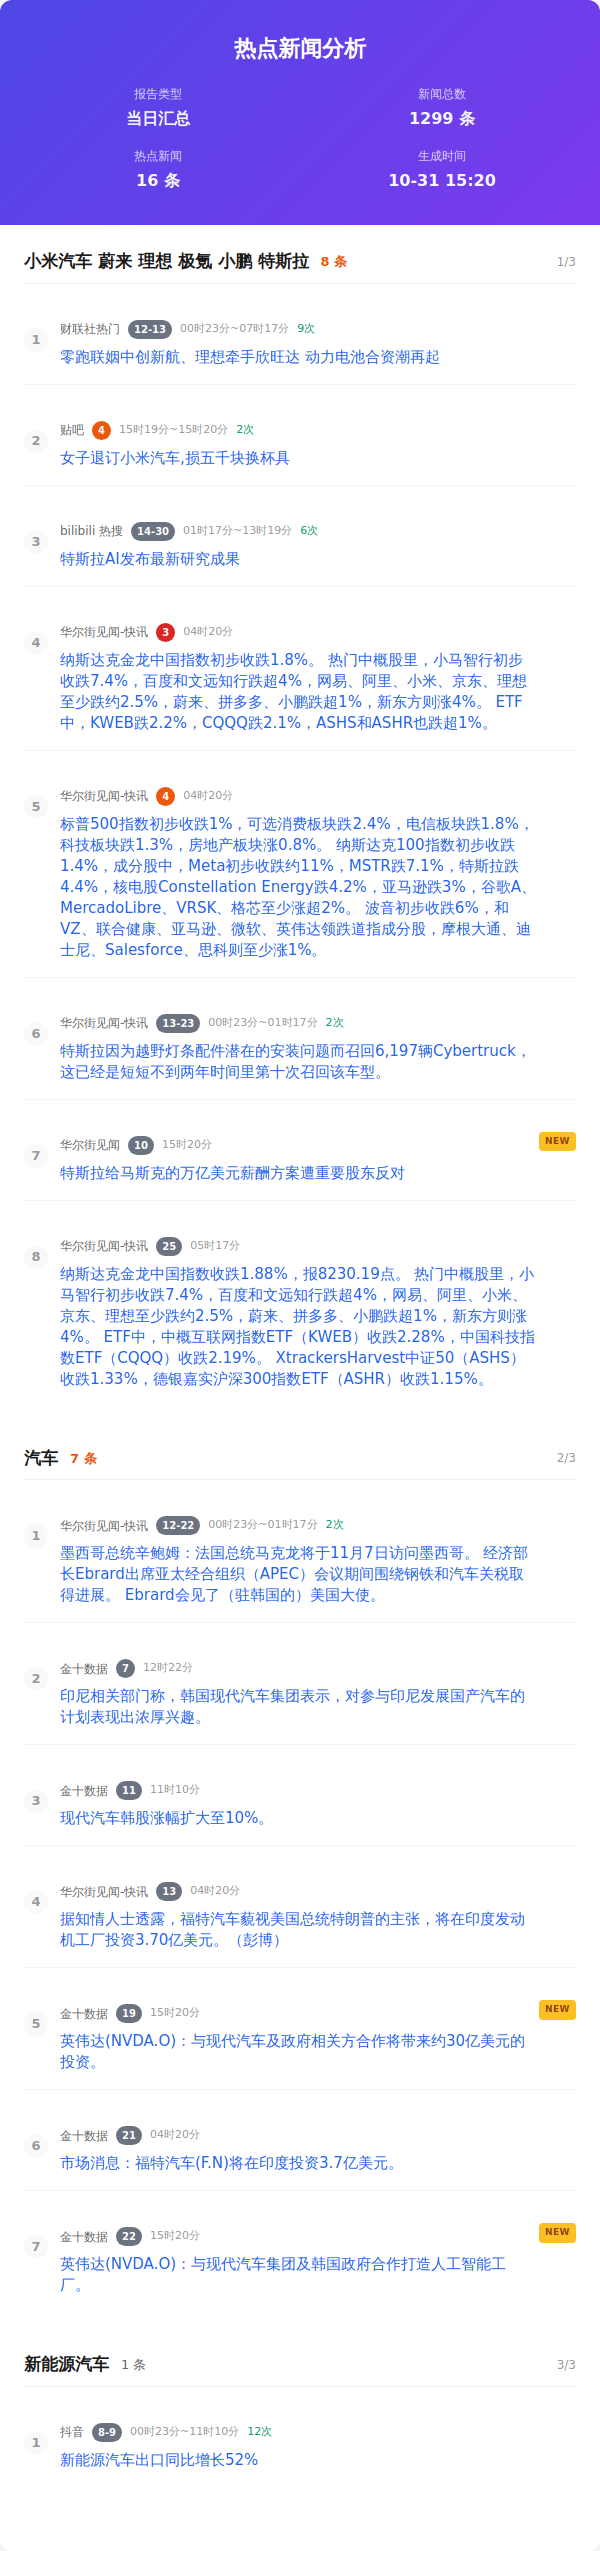 热点新闻分析
报告类型
新闻总数
当日汇总
1299 条
热点新闻
生成时间
16 条
10-31 15:20
小米汽车 蔚来 理想 极氪 小鹏 特斯拉 8 条 1/3
1
财联社热门 12-13 00时23分~07时17分 9次
零跑联姻中创新航、理想牵手欣旺达 动力电池合资潮再起
2
贴吧 4 15时19分~15时20分 2次
女子退订小米汽车,损五千块换杯具
3
bilibili 热搜 14-30 01时17分~13时19分 6次
特斯拉AI发布最新研究成果
4
华尔街见闻-快讯 3 04时20分
纳斯达克金龙中国指数初步收跌1.8%。 热门中概股里，小马智行初步
收跌7.4%，百度和文远知行跌超4%，网易、阿里、小米、京东、理想
至少跌约2.5%，蔚来、拼多多、小鹏跌超1%，新东方则涨4%。 ETF
中，KWEB跌2.2%，CQQQ跌2.1%，ASHS和ASHR也跌超1%。
5
华尔街见闻-快讯 4 04时20分
标普500指数初步收跌1%，可选消费板块跌2.4%，电信板块跌1.8%，
科技板块跌1.3%，房地产板块涨0.8%。 纳斯达克100指数初步收跌
1.4%，成分股中，Meta初步收跌约11%，MSTR跌7.1%，特斯拉跌
4.4%，核电股Constellation Energy跌4.2%，亚马逊跌3%，谷歌A、
MercadoLibre、VRSK、格芯至少涨超2%。 波音初步收跌6%，和
VZ、联合健康、亚马逊、微软、英伟达领跌道指成分股，摩根大通、迪
士尼、Salesforce、思科则至少涨1%。
6
华尔街见闻-快讯 13-23 00时23分~01时17分 2次
特斯拉因为越野灯条配件潜在的安装问题而召回6,197辆Cybertruck，
这已经是短短不到两年时间里第十次召回该车型。
7
华尔街见闻 10 15时20分 NEW
特斯拉给马斯克的万亿美元薪酬方案遭重要股东反对
8
华尔街见闻-快讯 25 05时17分
纳斯达克金龙中国指数收跌1.88%，报8230.19点。 热门中概股里，小
马智行初步收跌7.4%，百度和文远知行跌超4%，网易、阿里、小米、
京东、理想至少跌约2.5%，蔚来、拼多多、小鹏跌超1%，新东方则涨
4%。 ETF中，中概互联网指数ETF（KWEB）收跌2.28%，中国科技指
数ETF（CQQQ）收跌2.19%。 XtrackersHarvest中证50（ASHS）
收跌1.33%，德银嘉实沪深300指数ETF（ASHR）收跌1.15%。
汽车 7 条 2/3
1
华尔街见闻-快讯 12-22 00时23分~01时17分 2次
墨西哥总统辛鲍姆：法国总统马克龙将于11月7日访问墨西哥。 经济部
长Ebrard出席亚太经合组织（APEC）会议期间围绕钢铁和汽车关税取
得进展。 Ebrard会见了（驻韩国的）美国大使。
2
金十数据 7 12时22分
印尼相关部门称，韩国现代汽车集团表示，对参与印尼发展国产汽车的
计划表现出浓厚兴趣。
3
金十数据 11 11时10分
现代汽车韩股涨幅扩大至10%。
4
华尔街见闻-快讯 13 04时20分
据知情人士透露，福特汽车藐视美国总统特朗普的主张，将在印度发动
机工厂投资3.70亿美元。（彭博）
5
金十数据 19 15时20分 NEW
英伟达(NVDA.O)：与现代汽车及政府相关方合作将带来约30亿美元的
投资。
6
金十数据 21 04时20分
市场消息：福特汽车(F.N)将在印度投资3.7亿美元。
7
金十数据 22 15时20分 NEW
英伟达(NVDA.O)：与现代汽车集团及韩国政府合作打造人工智能工
厂。
新能源汽车 1 条 3/3
1
抖音 8-9 00时23分~11时10分 12次
新能源汽车出口同比增长52%